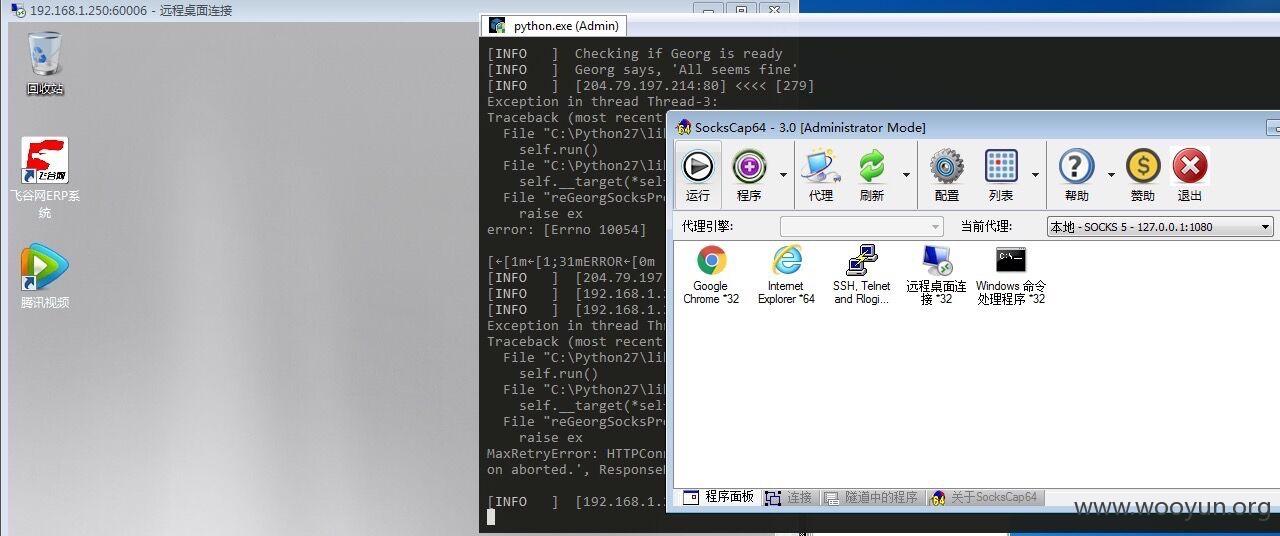 192.168.1.250:60006 - 远程桌面连接
回收站
飞谷网
飞谷网ERP系
统
腾讯视频
python.exe (Admin)
[INFO   ]  Checking if Georg is ready
[INFO   ]  Georg says, 'All seems fine'
[INFO   ]  [204.79.197.214:80] <<<< [279]
Exception in thread Thread-3:
Traceback (most recent
File "C:\Python27\li
self.run()
File "C:\Python27\li
self.__target(*sel
File "reGeorgSocksPr
raise ex
error: [Errno 10054]
[←[1m←[1;31mERROR←[0m
[INFO   ]  [204.79.197
[INFO   ]  [192.168.1.
[INFO   ]  [192.168.1.
Exception in thread Th
Traceback (most recent
File "C:\Python27\li
self.run()
File "C:\Python27\li
self.__target(*sel
File "reGeorgSocksPr
raise ex
MaxRetryError: HTTPCon
on aborted.', Response
[INFO   ]  [192.168.1.
SocksCap64 - 3.0 [Administrator Mode]
运行 程序 代理 刷新 配置 列表 帮助 赞助 退出
代理引擎: 当前代理: 本地 - SOCKS 5 - 127.0.0.1:1080
Google
Chrome *32
Internet
Explorer *64
SSH, Telnet
and Rlogi...
远程桌面连
接 *32
Windows 命令
处理程序 *32
程序面板 连接 隧道中的程序 关于SocksCap64
www.wooyun.org